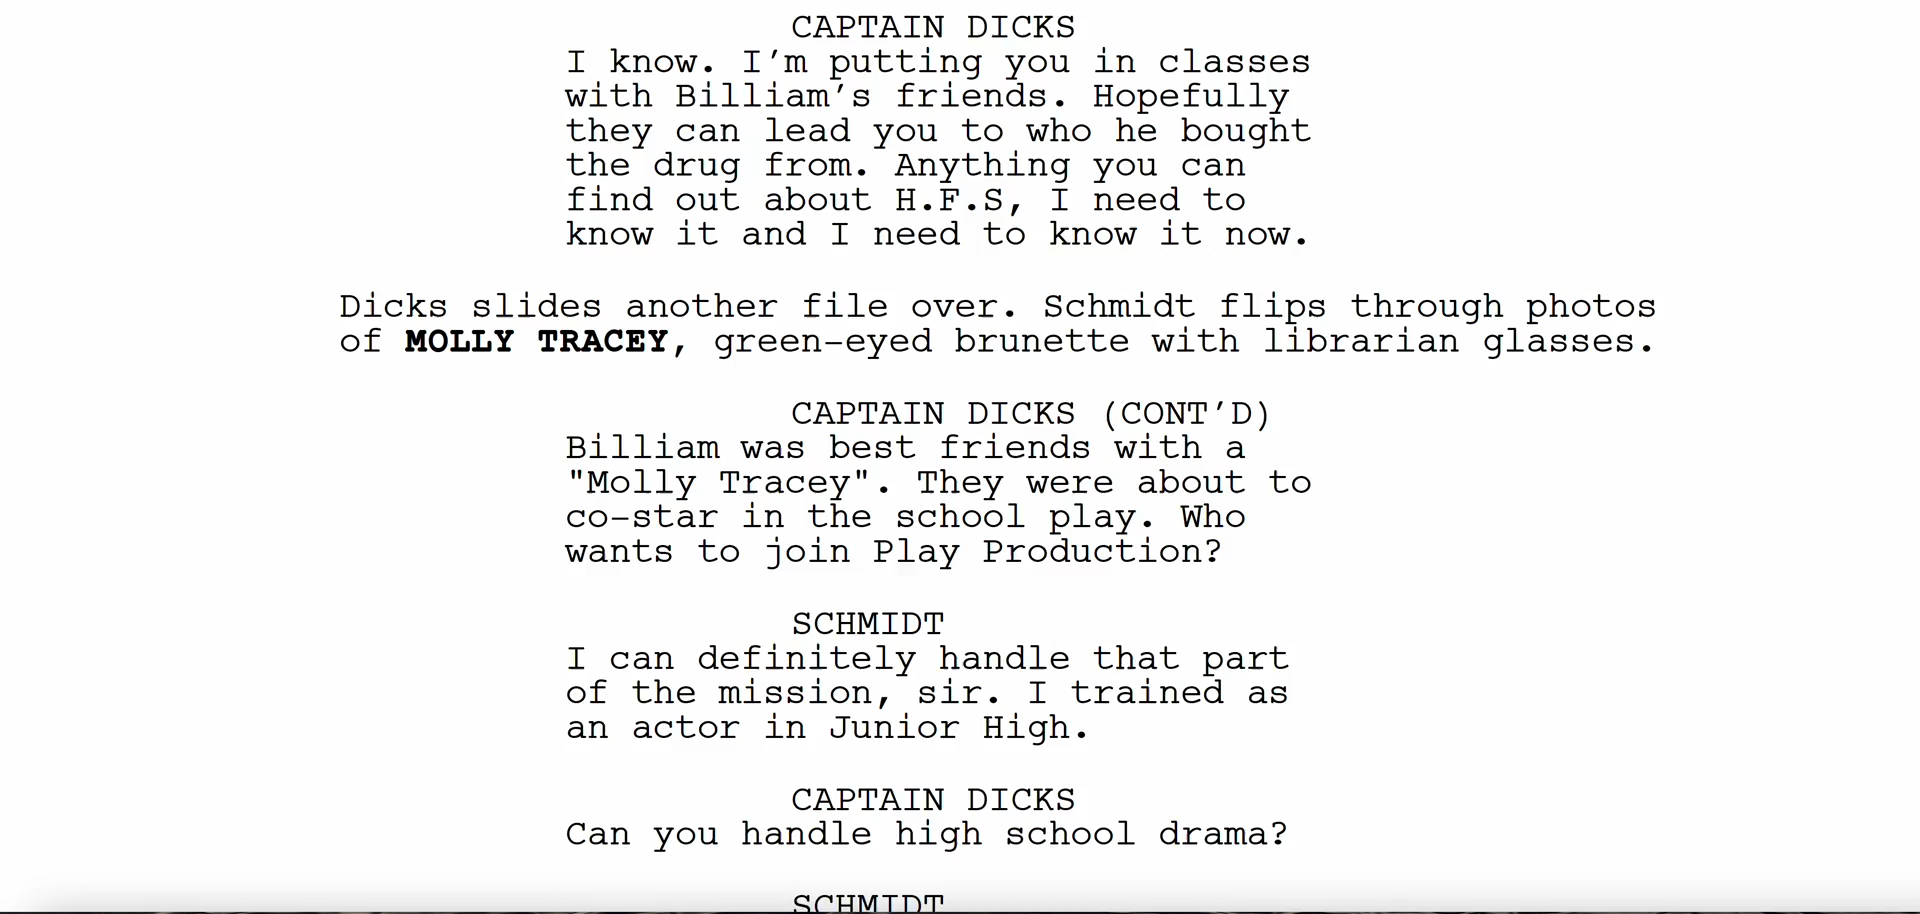 CAPTAIN DICKS
I know. I’m putting you in classes
with Billiam’s friends. Hopefully
they can lead you to who he bought
the drug from. Anything you can
find out about H.F.S, I need to
know it and I need to know it now.
Dicks slides another file over. Schmidt flips through photos
of MOLLY TRACEY, green-eyed brunette with librarian glasses.
CAPTAIN DICKS (CONT’D)
Billiam was best friends with a
"Molly Tracey". They were about to
co-star in the school play. Who
wants to join Play Production?
SCHMIDT
I can definitely handle that part
of the mission, sir. I trained as
an actor in Junior High.
CAPTAIN DICKS
Can you handle high school drama?
SCHMIDT